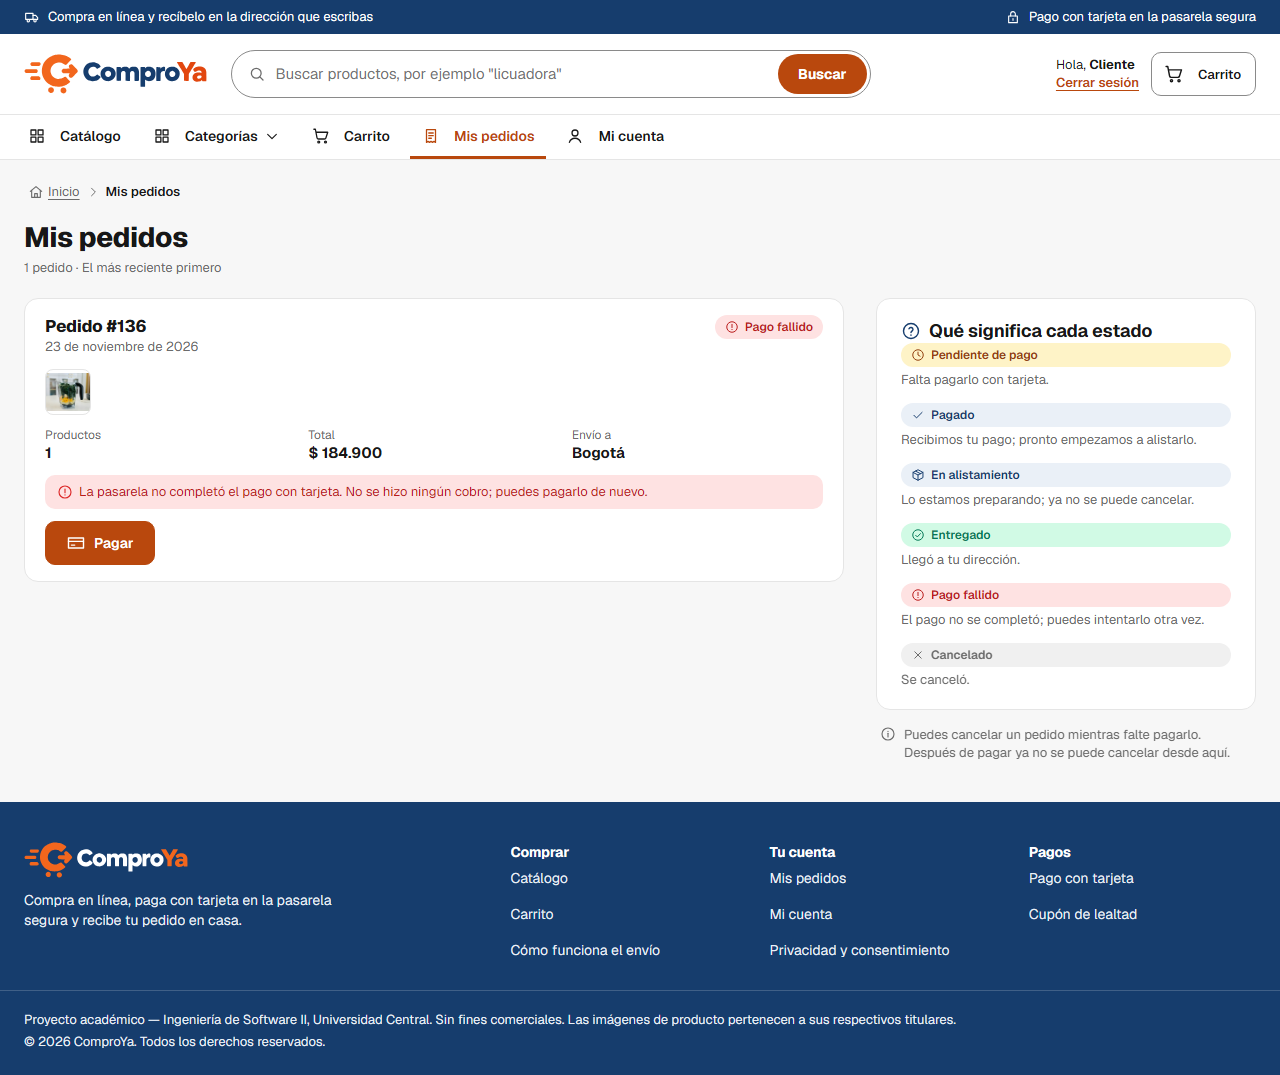 Compra en línea y recíbelo en la dirección que escribas
Pago con tarjeta en la pasarela segura
ComproYa
Buscar productos, por ejemplo "licuadora"
Buscar
Hola, Cliente
Cerrar sesión
Carrito
Catálogo
Categorías
Carrito
Mis pedidos
Mi cuenta
Inicio
Mis pedidos
Mis pedidos
1 pedido · El más reciente primero
Pedido #136
Pago fallido
23 de noviembre de 2026
Productos
1
Total
$ 184.900
Envío a
Bogotá
La pasarela no completó el pago con tarjeta. No se hizo ningún cobro; puedes pagarlo de nuevo.
Pagar
Qué significa cada estado
Pendiente de pago
Falta pagarlo con tarjeta.
Pagado
Recibimos tu pago; pronto empezamos a alistarlo.
En alistamiento
Lo estamos preparando; ya no se puede cancelar.
Entregado
Llegó a tu dirección.
Pago fallido
El pago no se completó; puedes intentarlo otra vez.
Cancelado
Se canceló.
Puedes cancelar un pedido mientras falte pagarlo.
Después de pagar ya no se puede cancelar desde aquí.
ComproYa
Compra en línea, paga con tarjeta en la pasarela
segura y recibe tu pedido en casa.
Comprar
Catálogo
Carrito
Cómo funciona el envío
Tu cuenta
Mis pedidos
Mi cuenta
Privacidad y consentimiento
Pagos
Pago con tarjeta
Cupón de lealtad
Proyecto académico — Ingeniería de Software II, Universidad Central. Sin fines comerciales. Las imágenes de producto pertenecen a sus respectivos titulares.
© 2026 ComproYa. Todos los derechos reservados.